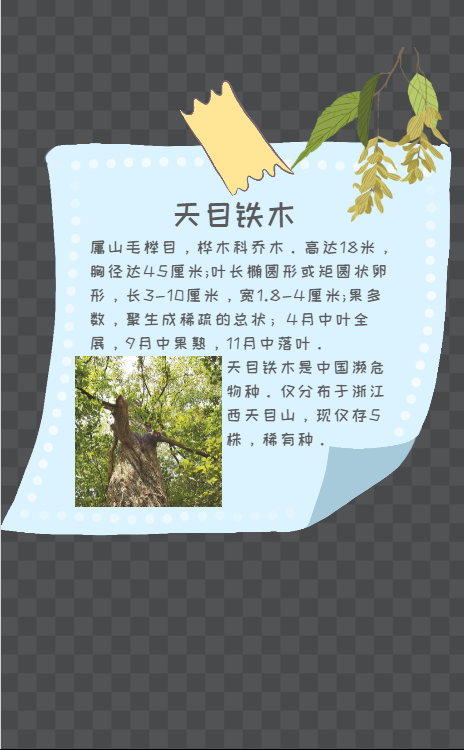 天目铁木
属山毛榉目，桦木科乔木．高达18米，
胸径达45厘米;叶长椭圆形或矩圆状卵
形，长3-10厘米，宽1.8-4厘米;果多
数，聚生成稀疏的总状；4月中叶全
展，9月中果熟，11月中落叶．
天目铁木是中国濒危
物种．仅分布于浙江
西天目山，现仅存5
株，稀有种．